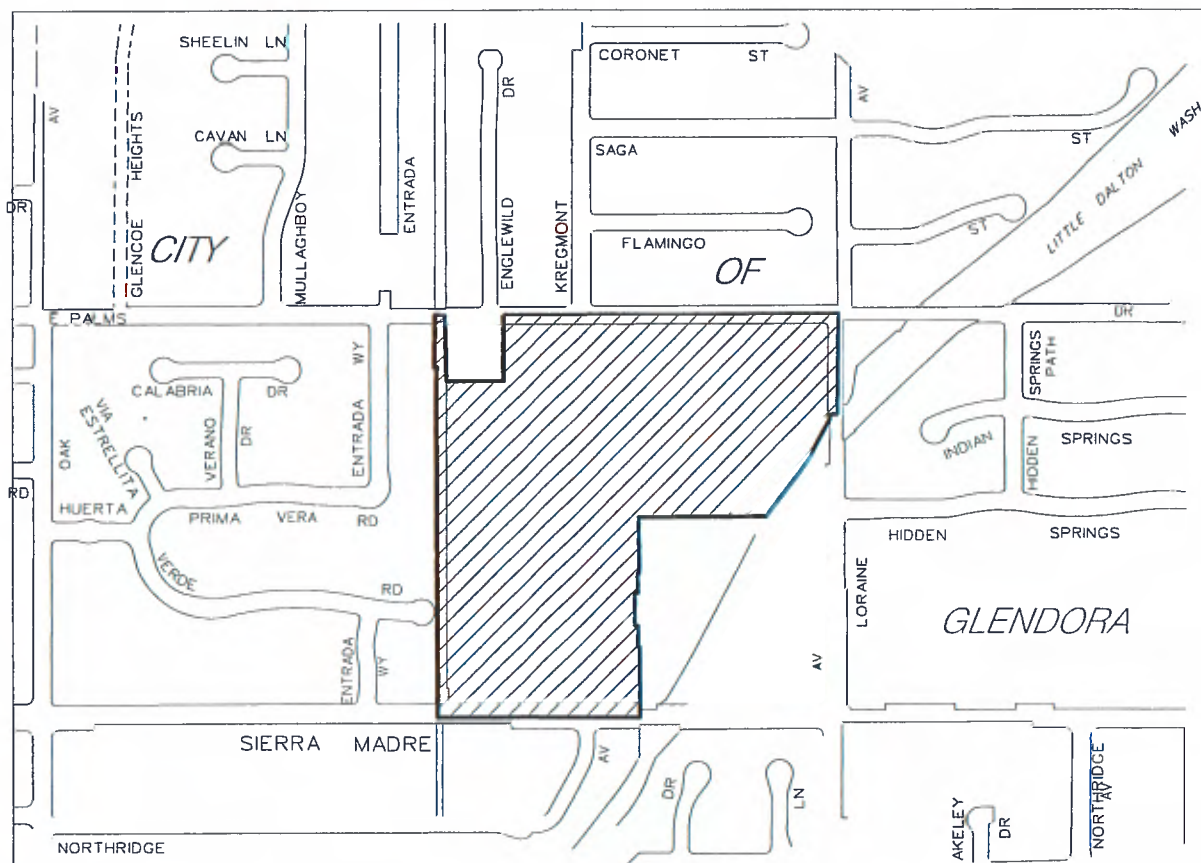 SHEELIN LN
CORONET ST
DR
AV
AV
CAVAN LN
HEIGHTS
GLENCOE
ENTRADA
SAGA
ST
WASH
LITTLE DALTON
DR
CITY
MULLAGHBOY
ENGLEWILD
KREGMONT
FLAMINGO
OF
ST
E PALMS
DR
WY
CALABRIA DR
SPRINGS
PATH
VIA
ESTRELLITA
OAK
VERANO
DR
ENTRADA
INDIAN
HIDDEN
SPRINGS
RD
HUERTA
PRIMA VERA RD
HIDDEN SPRINGS
VERDE
RD
LORAINE
GLENDORA
ENTRADA
WY
AV
SIERRA MADRE
AV
DR
LN
NORTHRIDGE
AV
AKELEY
DR
NORTHRIDGE